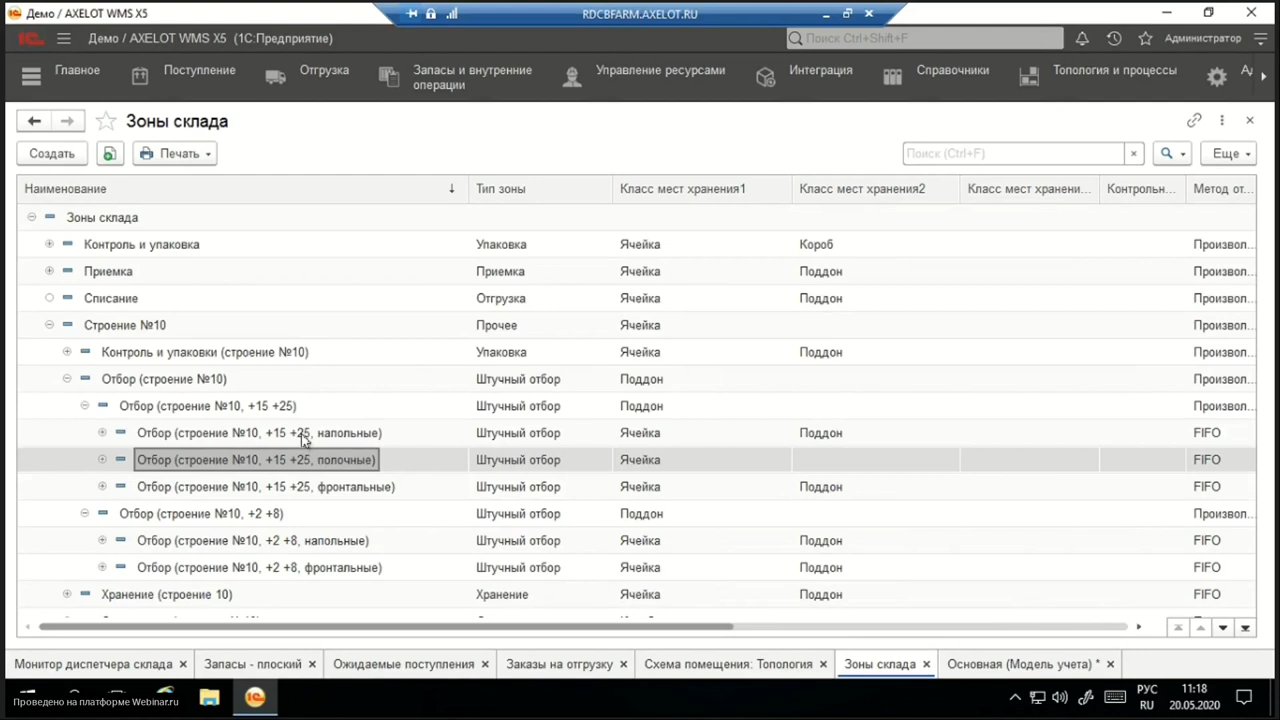 Демо / AXELOT WMS X5
RDCBFARM.AXELOT.RU
1С
Демо / AXELOT WMS X5 (1С:Предприятие)
Поиск Ctrl+Shift+F
Администратор
Главное
Поступление
Отгрузка
Запасы и внутренние
операции
Управление ресурсами
Интеграция
Справочники
Топология и процессы
Зоны склада
Создать
Печать
Поиск (Ctrl+F)
Еще
Наименование Тип зоны Класс мест хранения1 Класс мест хранения2 Класс мест хранени... Контрольн... Метод от...
Зоны склада
Контроль и упаковка Упаковка Ячейка Короб Произвол...
Приемка Приемка Ячейка Поддон Произвол...
Списание Отгрузка Ячейка Поддон Произвол...
Строение №10 Прочее Ячейка Произвол...
Контроль и упаковки (строение №10) Упаковка Ячейка Поддон Произвол...
Отбор (строение №10) Штучный отбор Поддон Произвол...
Отбор (строение №10, +15 +25) Штучный отбор Поддон Произвол...
Отбор (строение №10, +15 +25, напольные) Штучный отбор Ячейка Поддон FIFO
Отбор (строение №10, +15 +25, полочные) Штучный отбор Ячейка FIFO
Отбор (строение №10, +15 +25, фронтальные) Штучный отбор Ячейка Поддон FIFO
Отбор (строение №10, +2 +8) Штучный отбор Поддон Произвол...
Отбор (строение №10, +2 +8, напольные) Штучный отбор Ячейка Поддон FIFO
Отбор (строение №10, +2 +8, фронтальные) Штучный отбор Ячейка Поддон FIFO
Хранение (строение 10) Хранение Ячейка Поддон FIFO
Монитор диспетчера склада
Запасы - плоский
Ожидаемые поступления
Заказы на отгрузку
Схема помещения: Топология
Зоны склада
Основная (Модель учета) *
Проведено на платформе Webinar.ru
РУС
RU
11:18
20.05.2020